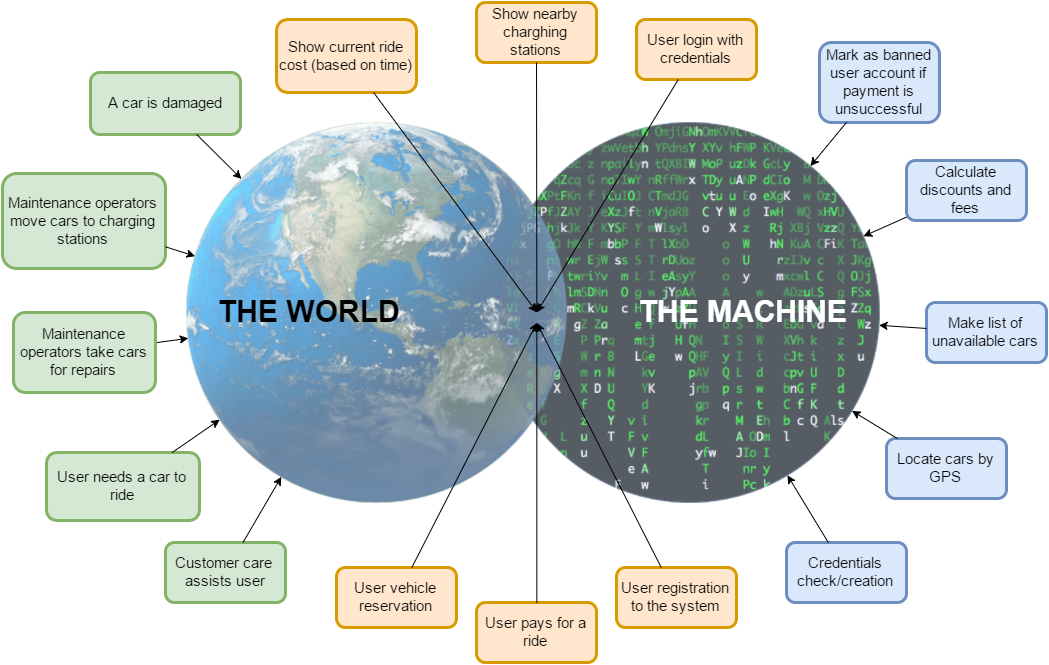 Show current ride
cost (based on time)
Show nearby
charghing
stations
User login with
credentials
Mark as banned
user account if
payment is
unsuccessful
A car is damaged
Calculate
discounts and
fees
Maintenance operators
move cars to charging
stations
THE WORLD
THE MACHINE
Maintenance
operators take cars
for repairs
Make list of
unavailable cars
User needs a car to
ride
Locate cars by
GPS
Customer care
assists user
User vehicle
reservation
User pays for a
ride
User registration
to the system
Credentials
check/creation